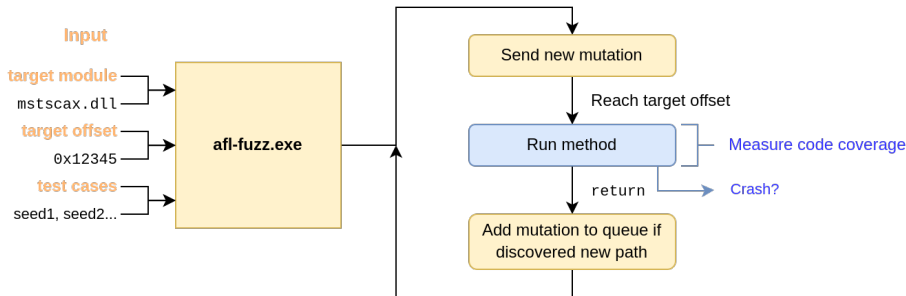 Input
target module
mstscax.dll
target offset
0x12345
test cases
seed1, seed2...
afl-fuzz.exe
Send new mutation
Reach target offset
Run method
Measure code coverage
return
Crash?
Add mutation to queue if
discovered new path